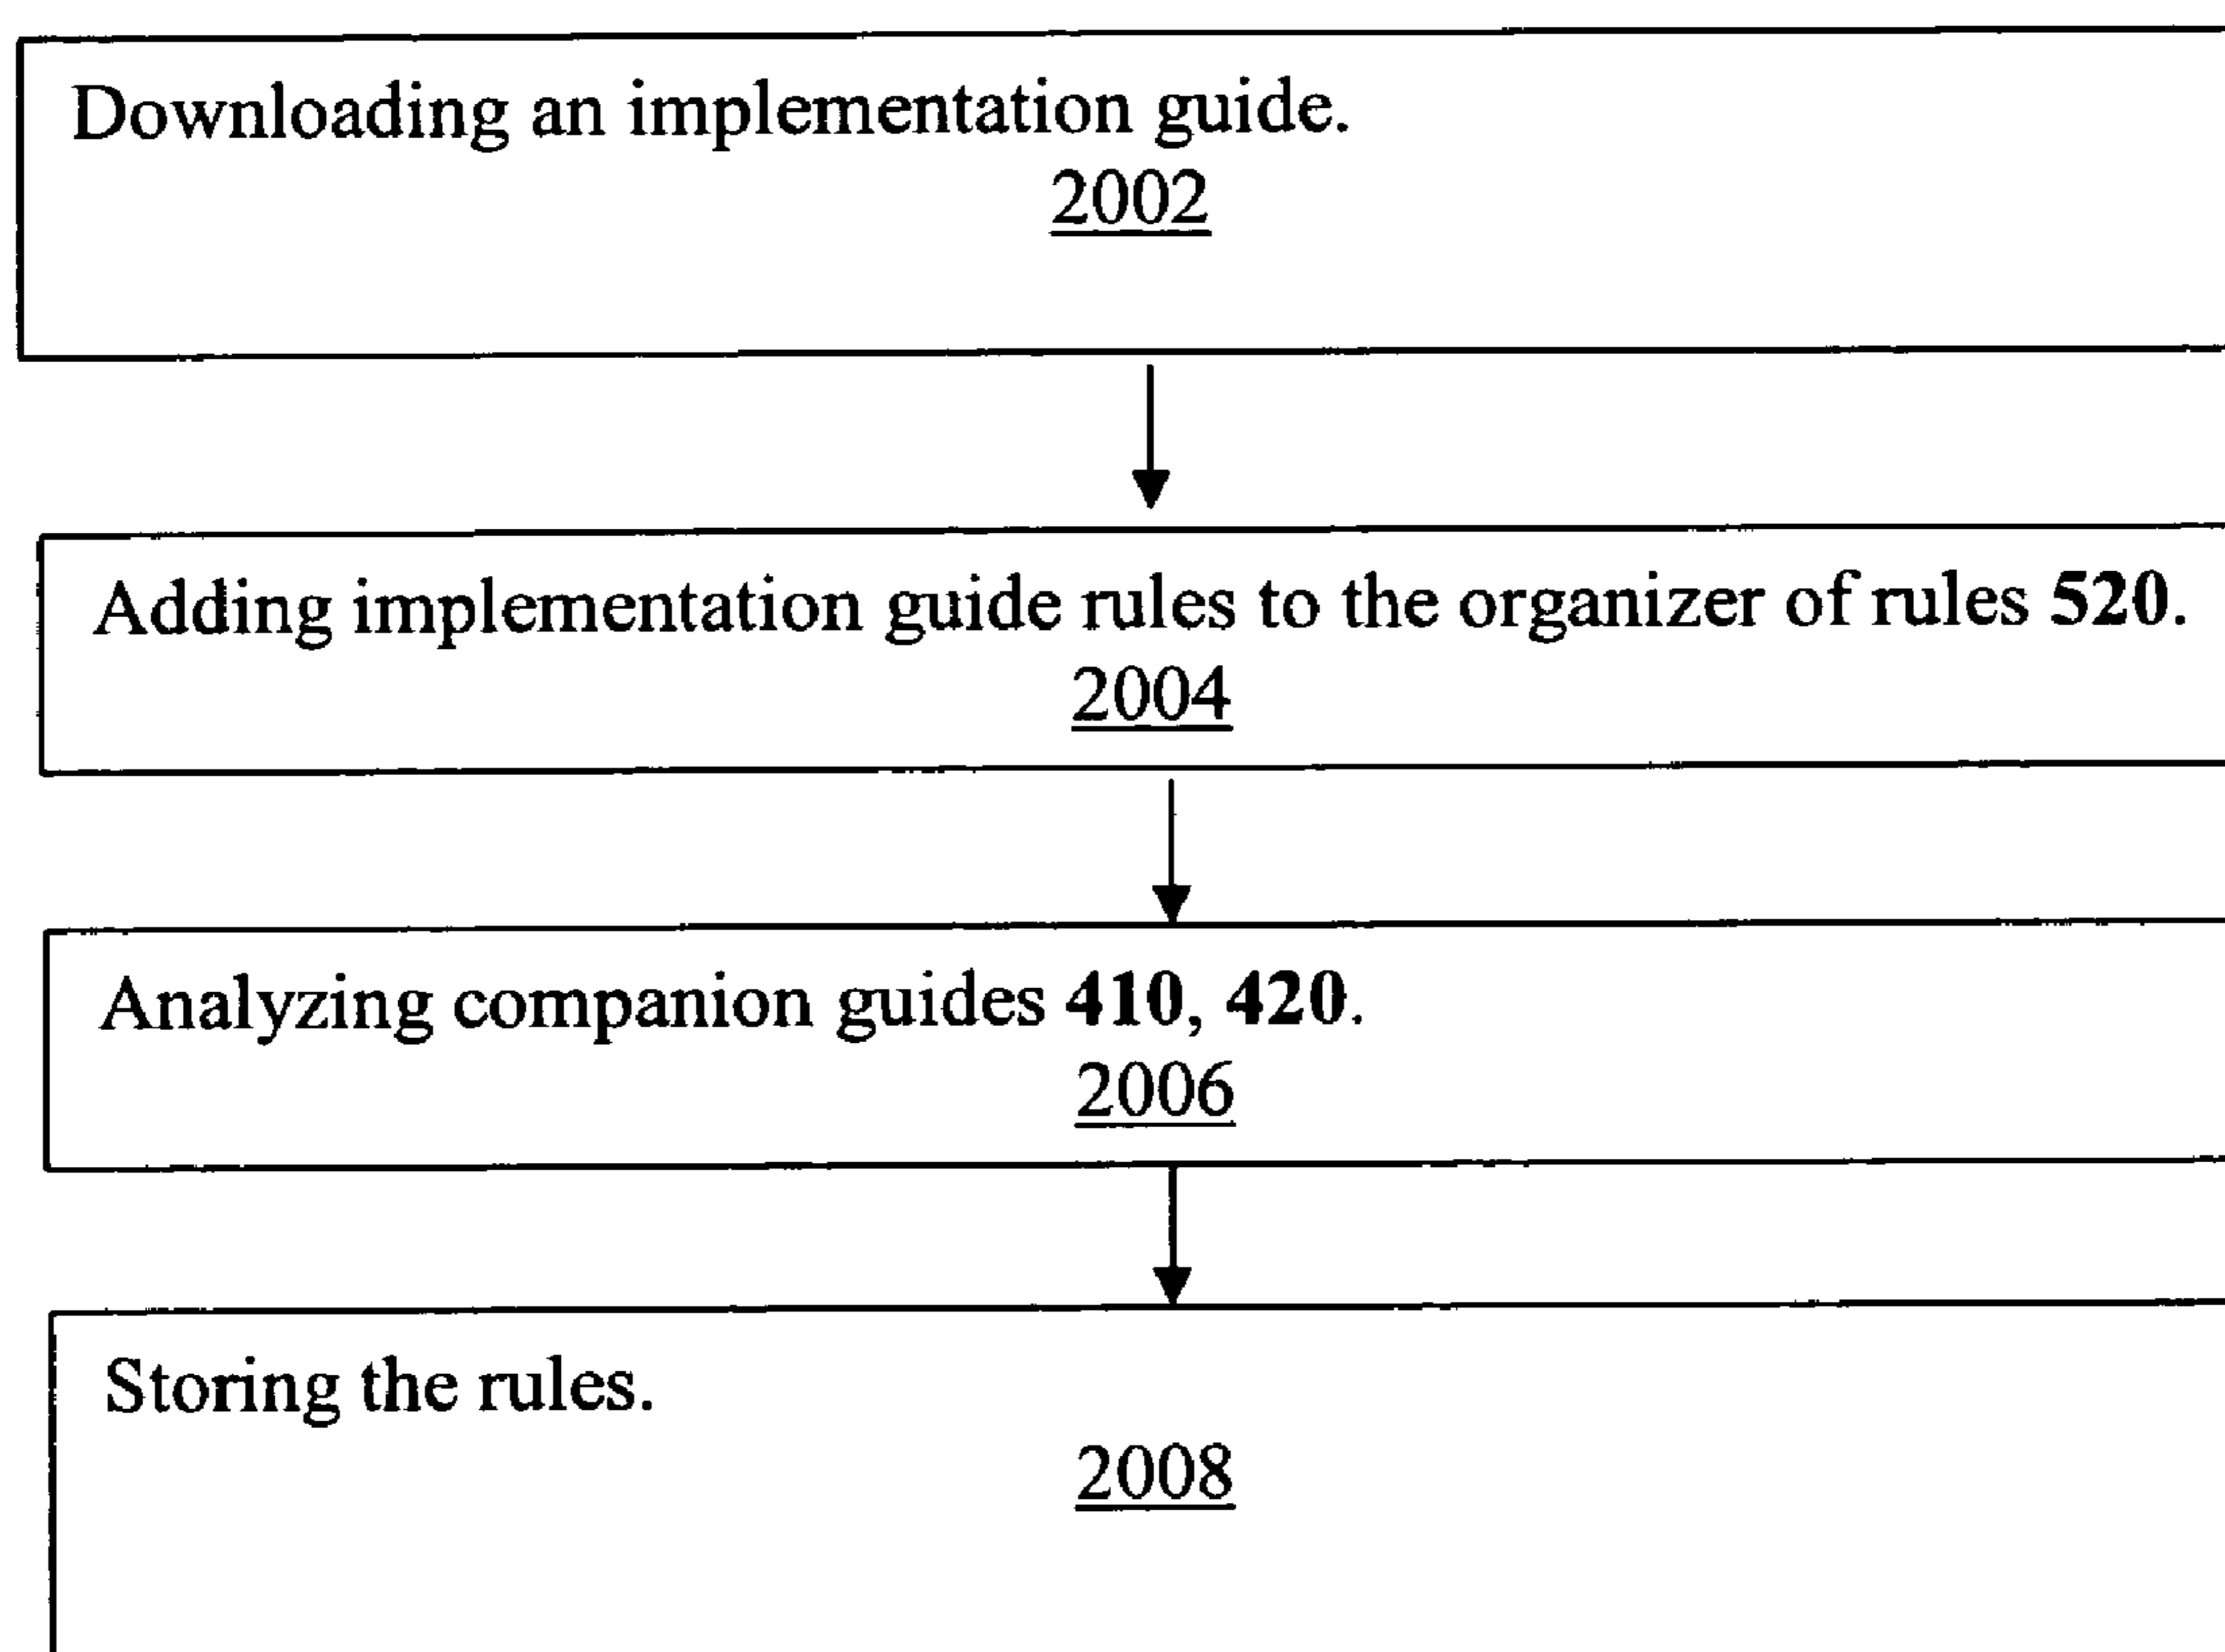 Downloading an implementation guide.
2002
Adding implementation guide rules to the organizer of rules 520.
2004
Analyzing companion guides 410, 420.
2006
Storing the rules.
2008